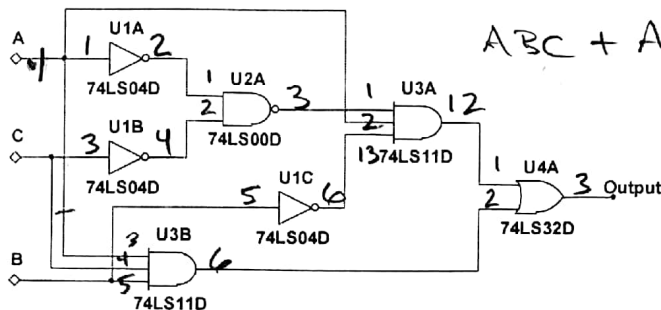 ABC + A
U1A
A 1 2
74LS04D
U2A
1
2 3
74LS00D
U3A
1
2
13 12
74LS11D
C 3 U1B 4
74LS04D
U1C
5 6
74LS04D
U4A
1
2 3 Output
74LS32D
U3B
3
4
B 5 6
74LS11D